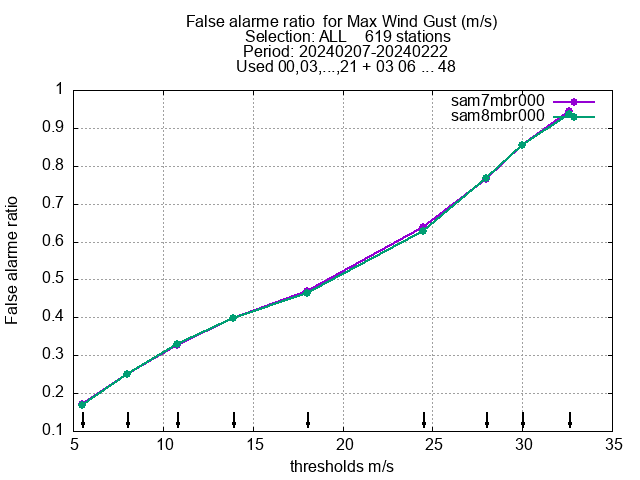 False alarme ratio  for Max Wind Gust (m/s)
Selection: ALL    619 stations
Period: 20240207-20240222
Used 00,03,...,21 + 03 06 ... 48
sam7mbr000
sam8mbr000
1
0.9
0.8
0.7
0.6
0.5
0.4
0.3
0.2
0.1
False alarme ratio
5 10 15 20 25 30 35
thresholds m/s